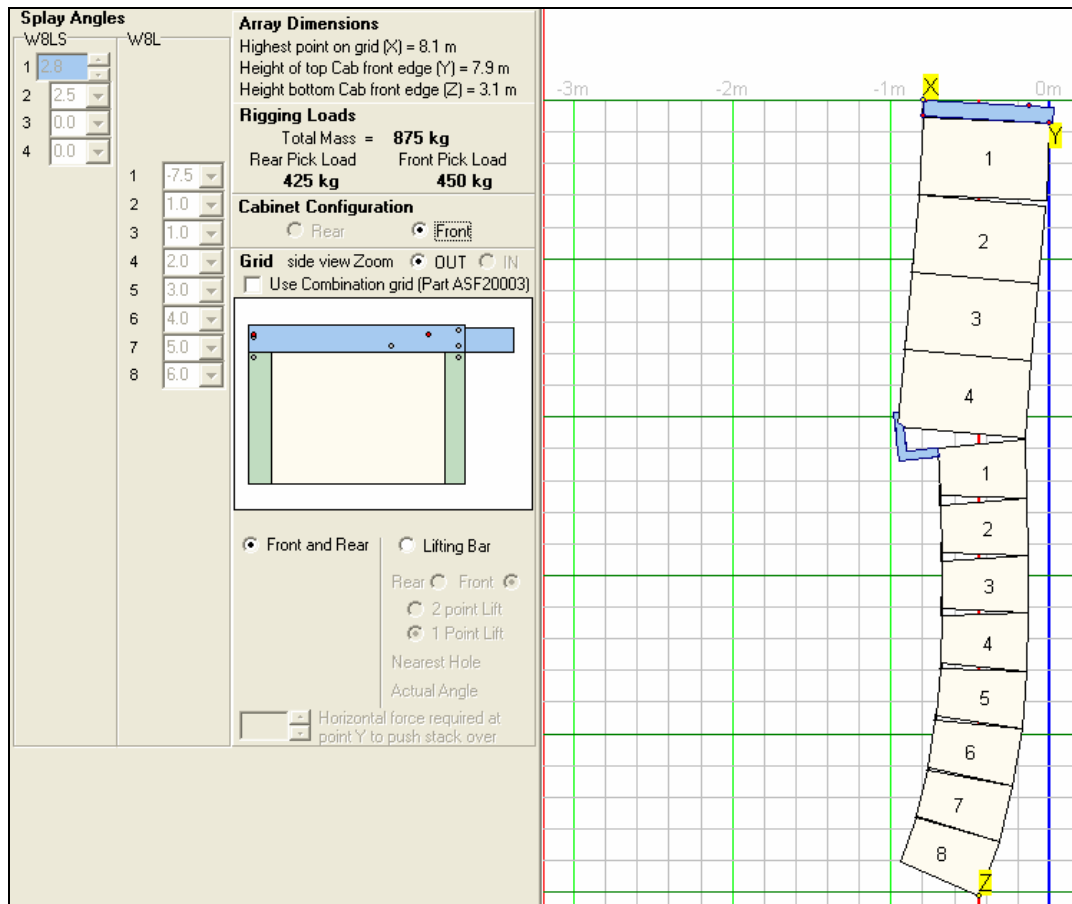 Splay Angles
W8LS
W8L
1 2.8
2 2.5
3 0.0
4 0.0
1 -7.5
2 1.0
3 1.0
4 2.0
5 3.0
6 4.0
7 5.0
8 6.0
Array Dimensions
Highest point on grid (X) = 8.1 m
Height of top Cab front edge (Y) = 7.9 m
Height bottom Cab front edge (Z) = 3.1 m
Rigging Loads
Total Mass = 875 kg
Rear Pick Load Front Pick Load
425 kg 450 kg
Cabinet Configuration
Rear Front
Grid side view Zoom OUT IN
Use Combination grid (Part ASF20003)
Front and Rear Lifting Bar
Rear Front
2 point Lift
1 Point Lift
Nearest Hole
Actual Angle
Horizontal force required at
point Y to push stack over
-3m -2m -1m 0m
X
Y
1
2
3
4
1
2
3
4
5
6
7
8
Z